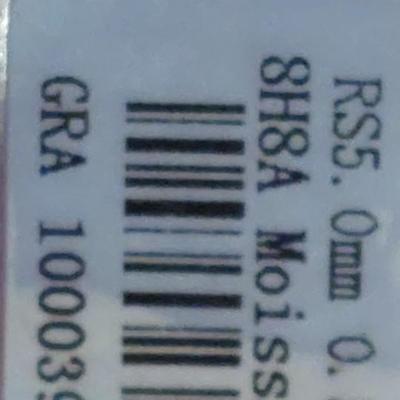 RS5.0mm 0.
8H8A Moiss
GRA 10003